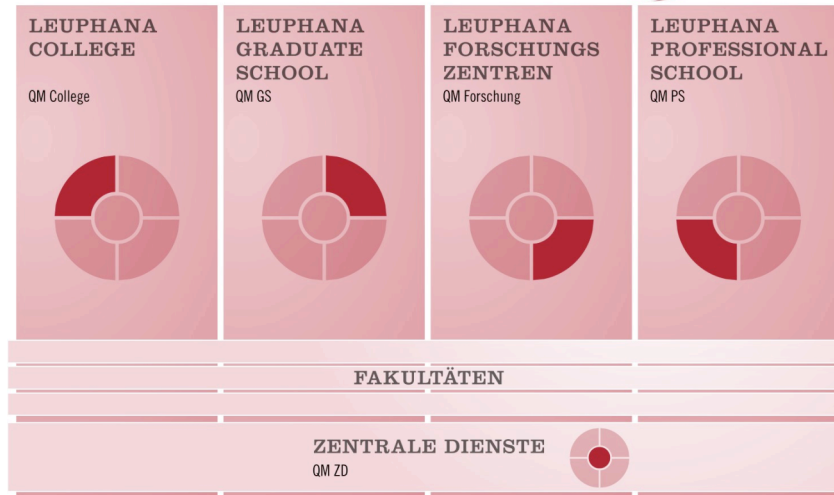 LEUPHANA
COLLEGE
QM College
LEUPHANA
GRADUATE
SCHOOL
QM GS
LEUPHANA
FORSCHUNGS
ZENTREN
QM Forschung
LEUPHANA
PROFESSIONAL
SCHOOL
QM PS
FAKULTÄTEN
ZENTRALE DIENSTE
QM ZD